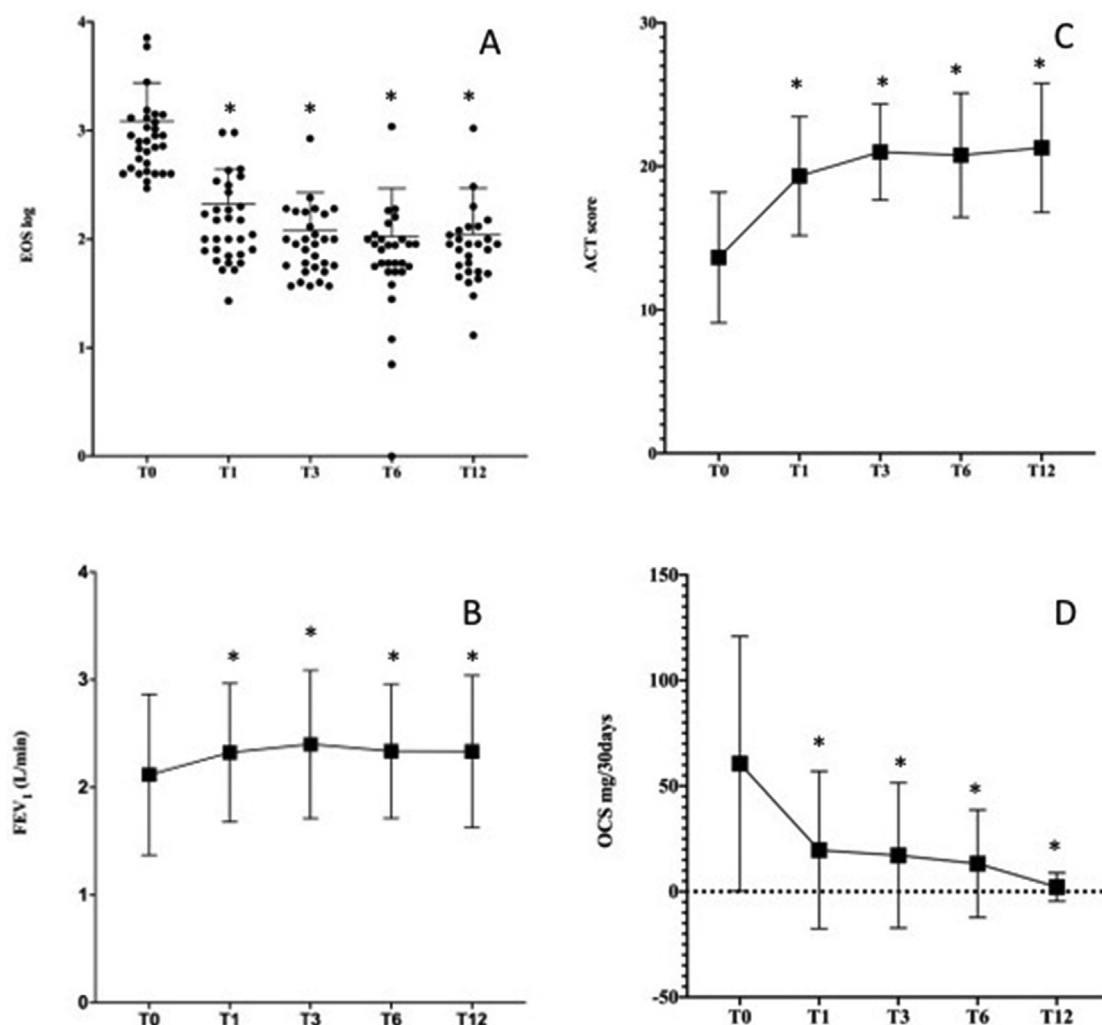 A
EOS log
4
3
2
1
0
* * * *
T0 T1 T3 T6 T12
C
ACT score
30
20
10
0
* * * *
T0 T1 T3 T6 T12
B
FEV1 (L/min)
4
3
2
1
0
* * * *
T0 T1 T3 T6 T12
D
OCS mg/30days
150
100
50
0
-50
* * * *
T0 T1 T3 T6 T12